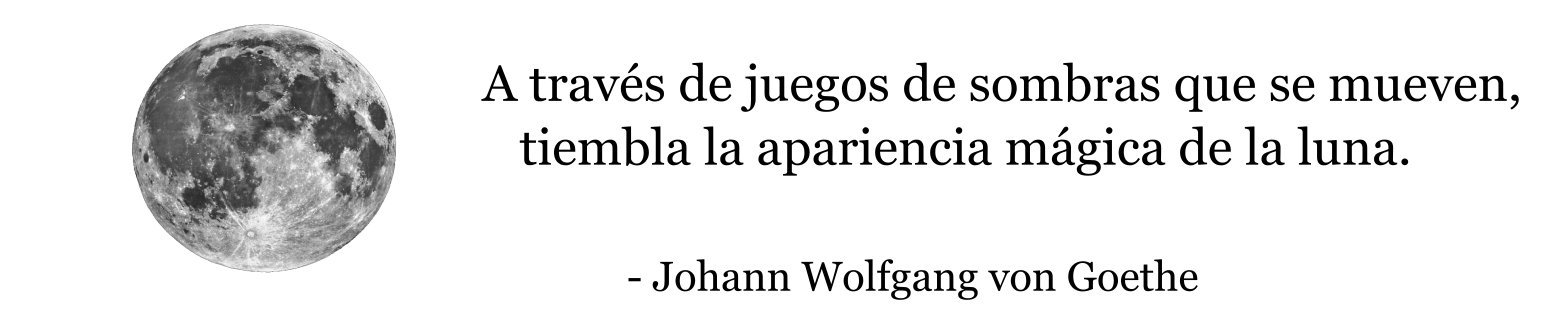 A través de juegos de sombras que se mueven,
tiembla la apariencia mágica de la luna.
- Johann Wolfgang von Goethe